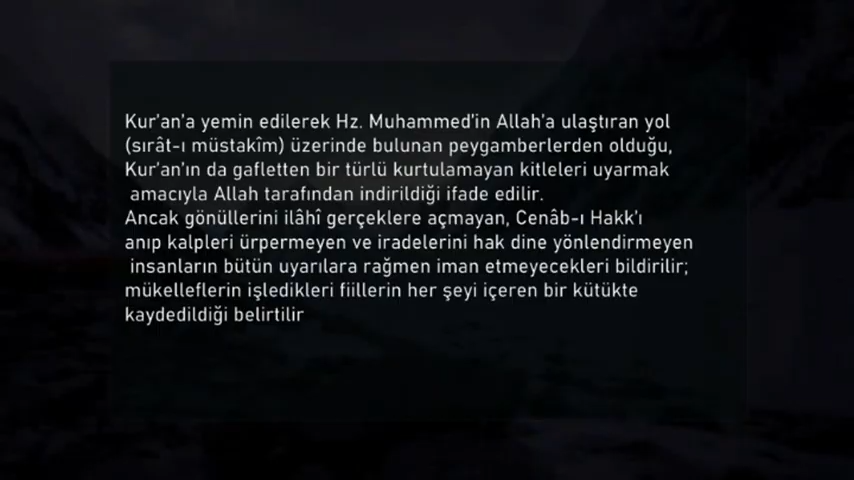 Kur'an'a yemin edilerek Hz. Muhammed'in Allah'a ulaştıran yol
(sırât-ı müstakîm) üzerinde bulunan peygamberlerden olduğu,
Kur'an'ın da gafletten bir türlü kurtulamayan kitleleri uyarmak
amacıyla Allah tarafından indirildiği ifade edilir.
Ancak gönüllerini ilâhî gerçeklere açmayan, Cenâb-ı Hakk'ı
anıp kalpleri ürpermeyen ve iradelerini hak dine yönlendirmeyen
insanların bütün uyarılara rağmen iman etmeyecekleri bildirilir;
mükelleflerin işledikleri fiillerin her şeyi içeren bir kütükte
kaydedildiği belirtilir